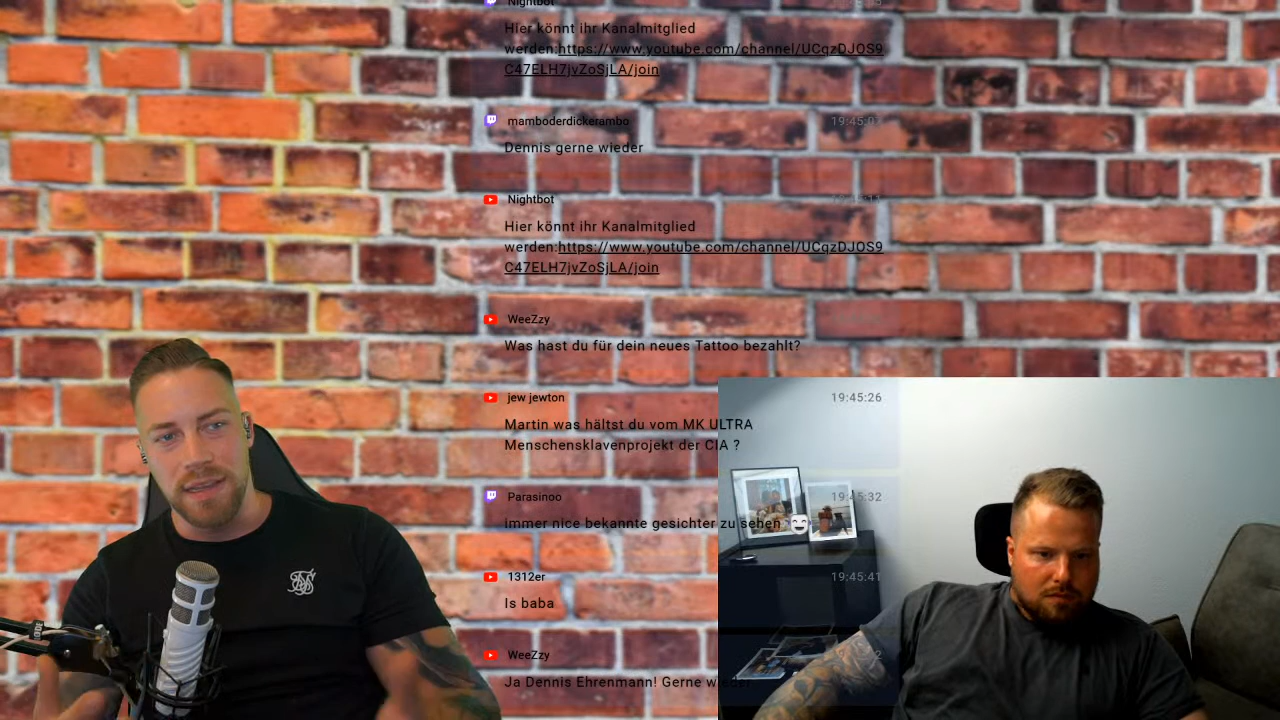 Nightbot
Hier könnt ihr Kanalmitglied
werden:https://www.youtube.com/channel/UCqzDJOS9
C47ELH7jvZoSjLA/join
mamboderdickerambo
Dennis gerne wieder
Nightbot
Hier könnt ihr Kanalmitglied
werden:https://www.youtube.com/channel/UCqzDJOS9
C47ELH7jvZoSjLA/join
WeeZzy
Was hast du für dein neues Tattoo bezahlt?
jew jewton 19:45:26
Martin was hältst du vom MK ULTRA
Menschensklavenprojekt der CIA ?
Parasinoo 19:45:32
immer nice bekannte gesichter zu sehen
1312er 19:45:41
Is baba
WeeZzy
Ja Dennis Ehrenmann! Gerne wieder
RODE